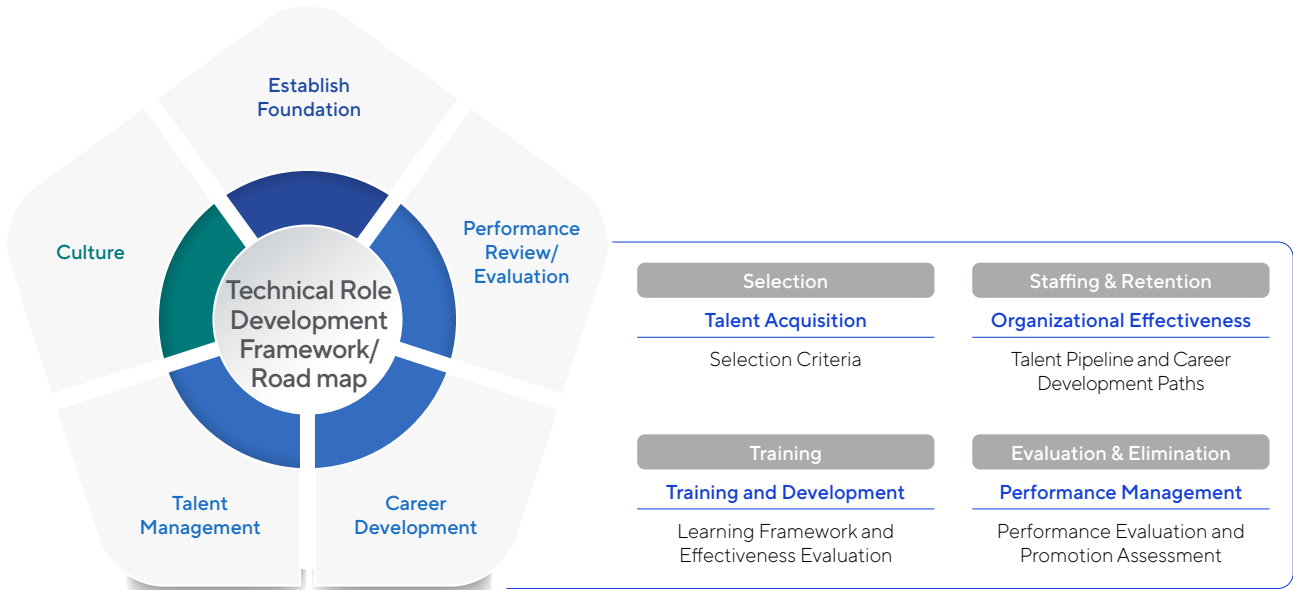 Establish
Foundation
Culture
Performance
Review/
Evaluation
Technical Role
Development
Framework/
Road map
Talent
Management
Career
Development
Selection
Talent Acquisition
Selection Criteria
Staffing & Retention
Organizational Effectiveness
Talent Pipeline and Career
Development Paths
Training
Training and Development
Learning Framework and
Effectiveness Evaluation
Evaluation & Elimination
Performance Management
Performance Evaluation and
Promotion Assessment